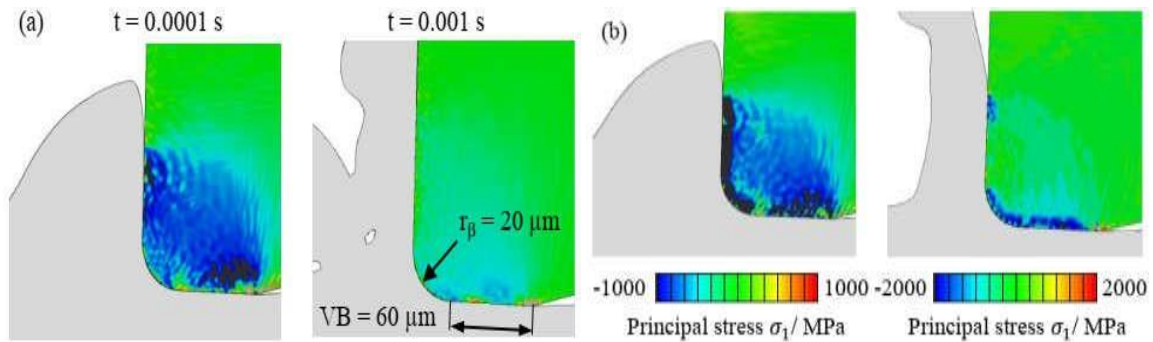 (a)
t = 0.0001 s
t = 0.001 s
(b)
rβ = 20 µm
VB = 60 µm
-1000
1000
-2000
2000
Principal stress σ1/ MPa
Principal stress σ1/ MPa